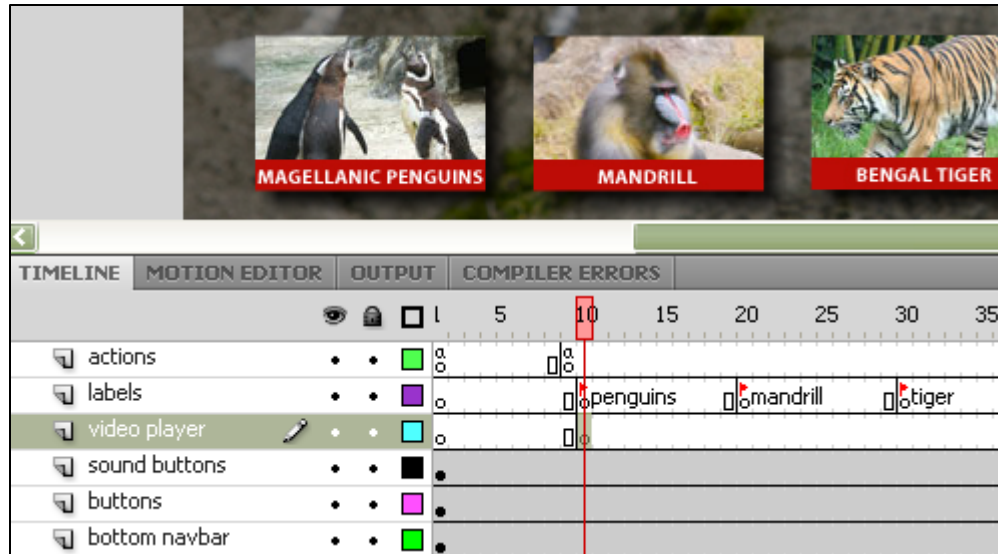 MAGELLANIC PENGUINS MANDRILL BENGAL TIGER
TIMELINE MOTION EDITOR OUTPUT COMPILER ERRORS
1 5 10 15 20 25 30 35
actions a a
labels penguins mandrill tiger
video player
sound buttons
buttons
bottom navbar